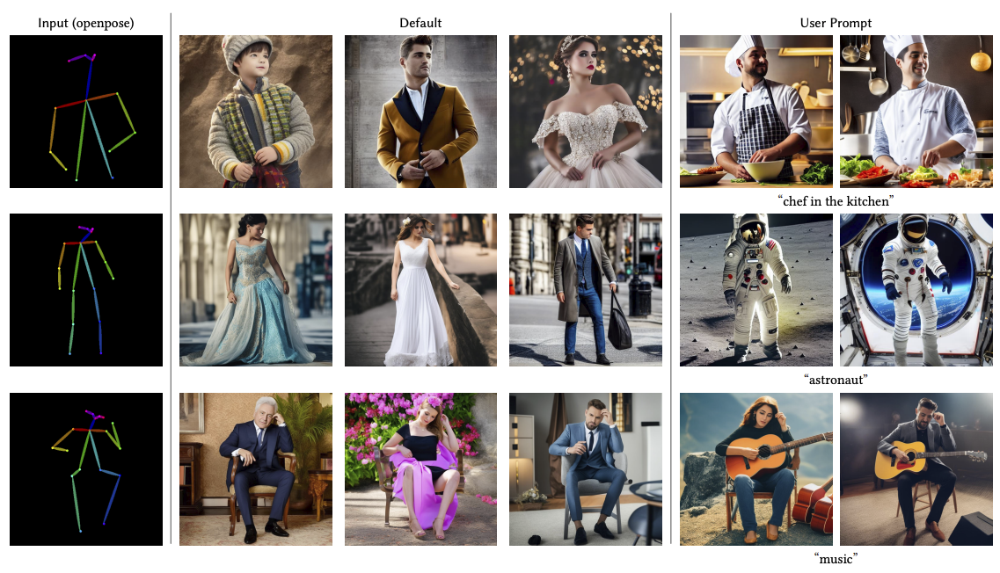 Input (openpose)
Default
User Prompt
“chef in the kitchen”
“astronaut”
“music”